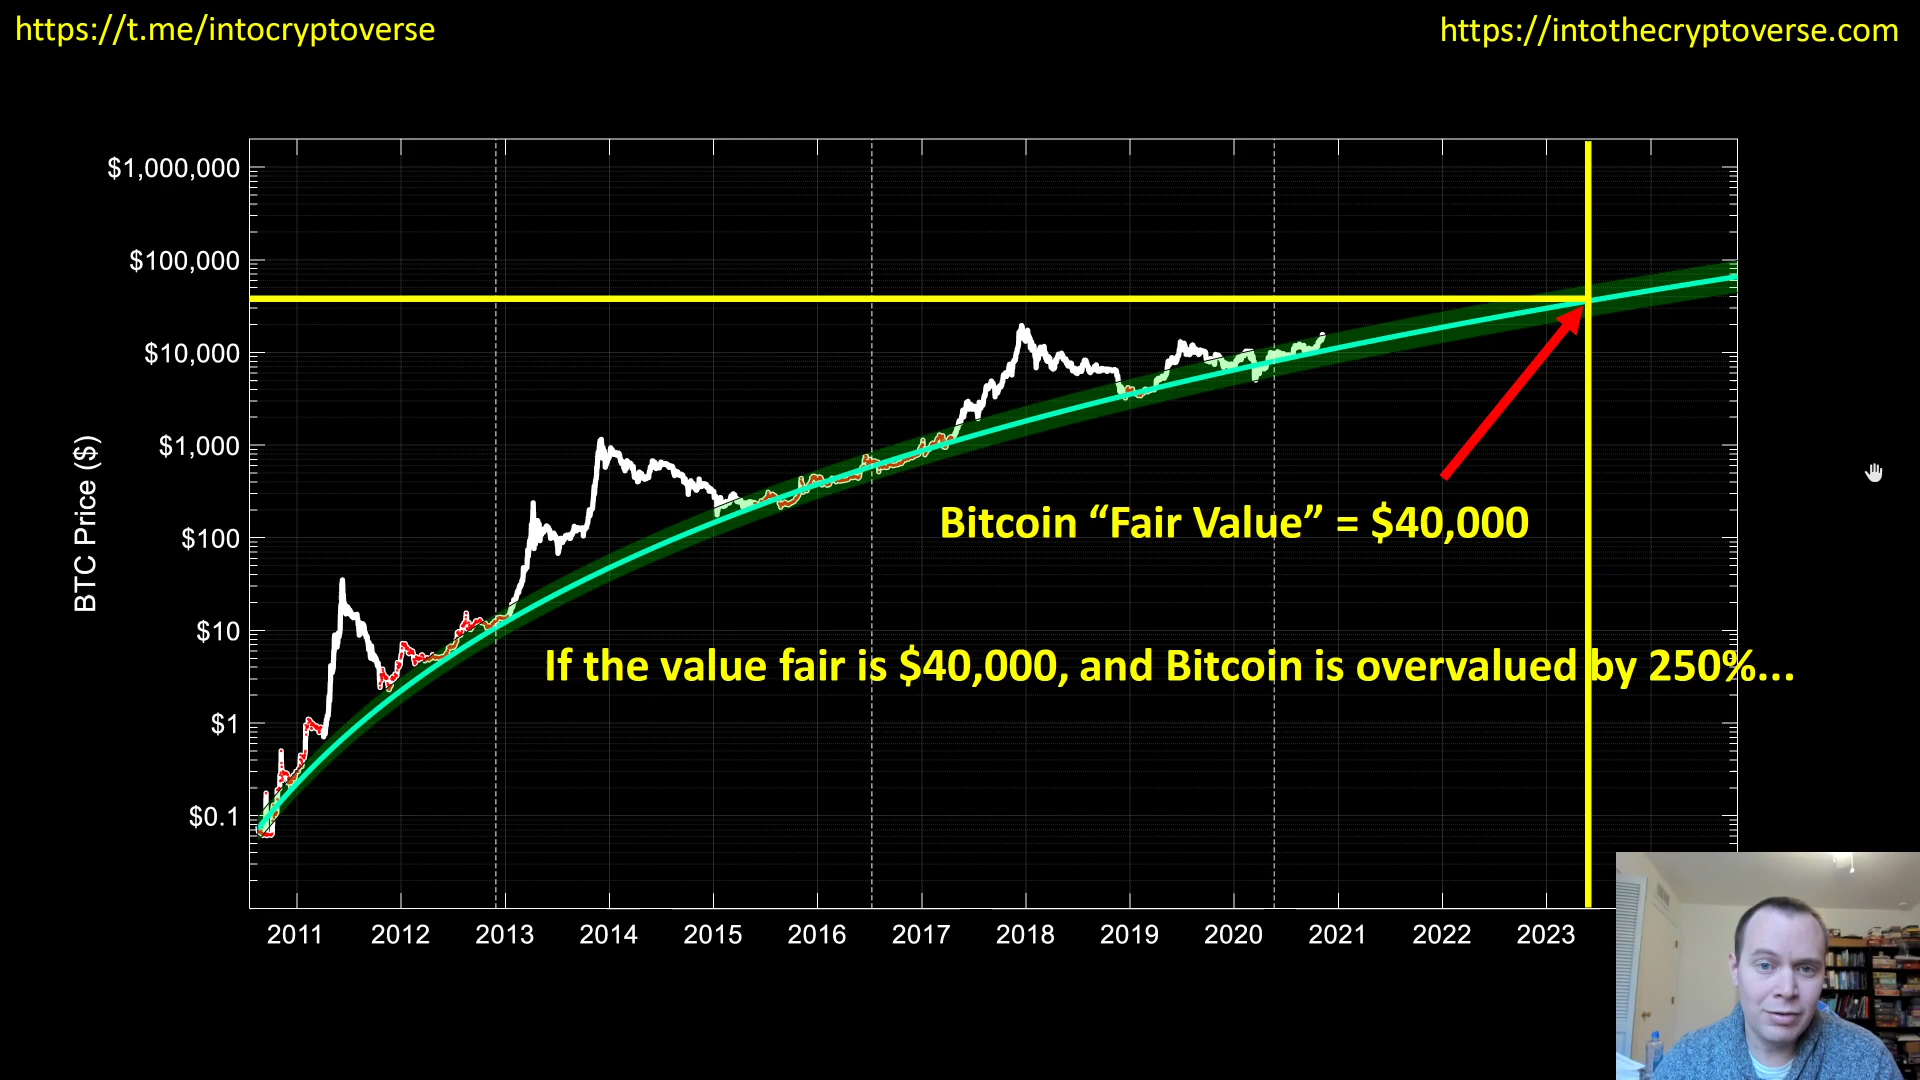 https://t.me/intocryptoverse
https://intothecryptoverse.com
$1,000,000
$100,000
$10,000
$1,000
$100
$10
$1
$0.1
BTC Price ($)
Bitcoin “Fair Value” = $40,000
If the value fair is $40,000, and Bitcoin is overvalued by 250%...
2011 2012 2013 2014 2015 2016 2017 2018 2019 2020 2021 2022 2023